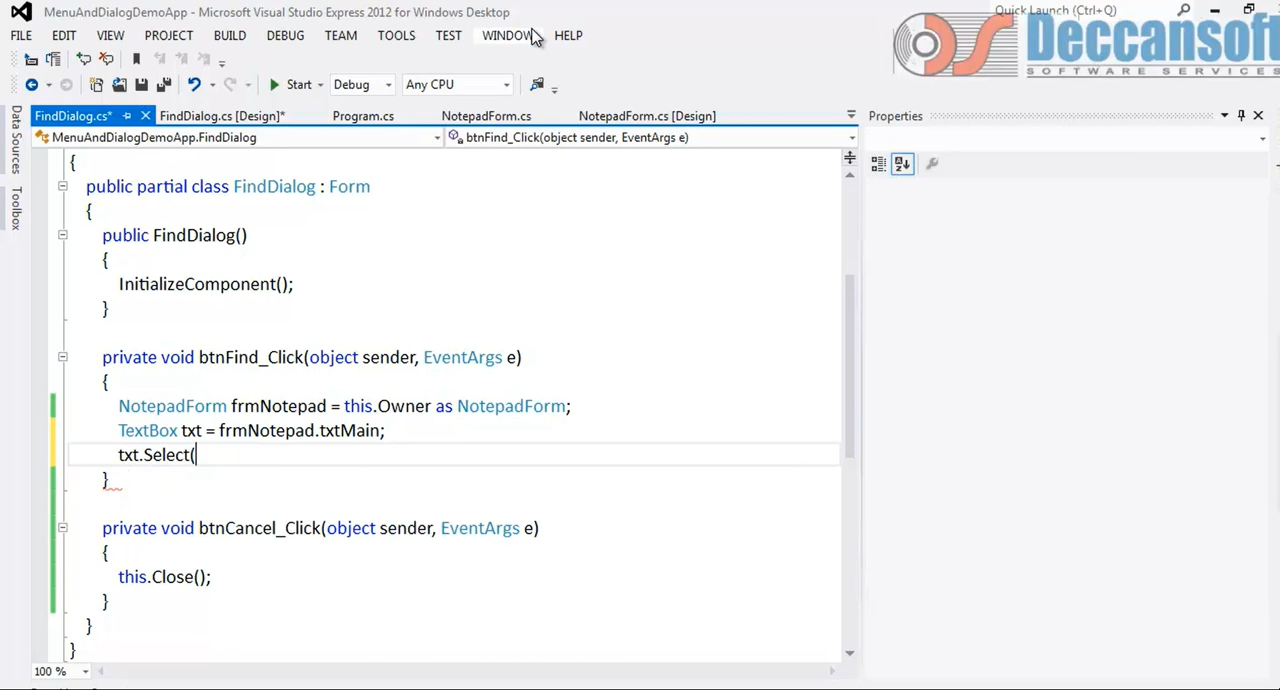 MenuAndDialogDemoApp - Microsoft Visual Studio Express 2012 for Windows Desktop
Quick Launch (Ctrl+Q)
FILE EDIT VIEW PROJECT BUILD DEBUG TEAM TOOLS TEST WINDOW HELP
Deccansoft
SOFTWARE SERVICES
Start Debug Any CPU
FindDialog.cs* FindDialog.cs [Design]* Program.cs NotepadForm.cs NotepadForm.cs [Design]
Properties
MenuAndDialogDemoApp.FindDialog btnFind_Click(object sender, EventArgs e)
Data Sources
Toolbox
{
public partial class FindDialog : Form
{
public FindDialog()
{
InitializeComponent();
}
private void btnFind_Click(object sender, EventArgs e)
{
NotepadForm frmNotepad = this.Owner as NotepadForm;
TextBox txt = frmNotepad.txtMain;
txt.Select(
}
private void btnCancel_Click(object sender, EventArgs e)
{
this.Close();
}
}
}
100 %